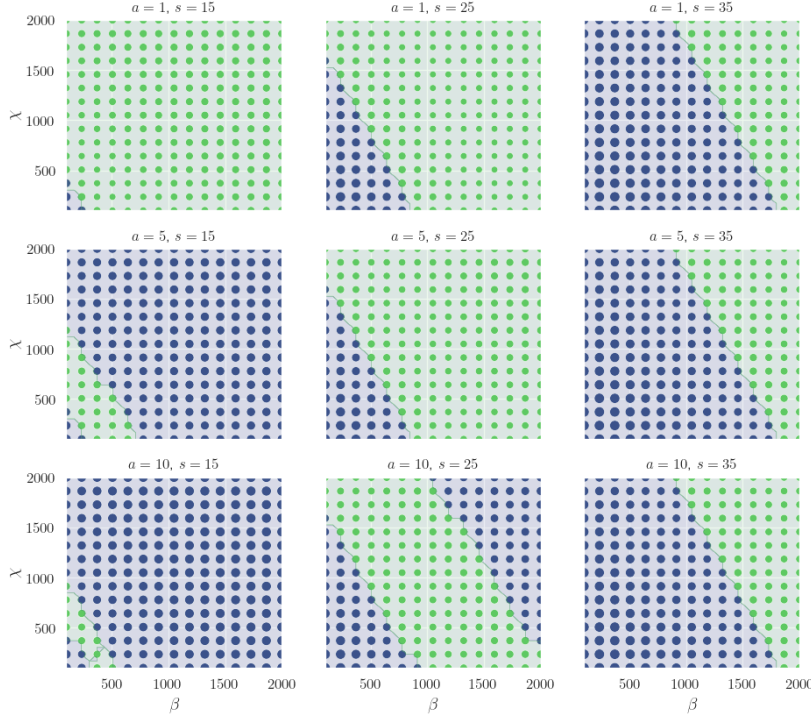 a = 1, s = 15
a = 1, s = 25
a = 1, s = 35
2000
1500
1000
500
χ
a = 5, s = 15
a = 5, s = 25
a = 5, s = 35
2000
1500
1000
500
χ
a = 10, s = 15
a = 10, s = 25
a = 10, s = 35
2000
1500
1000
500
χ
500 1000 1500 2000
500 1000 1500 2000
500 1000 1500 2000
β
β
β